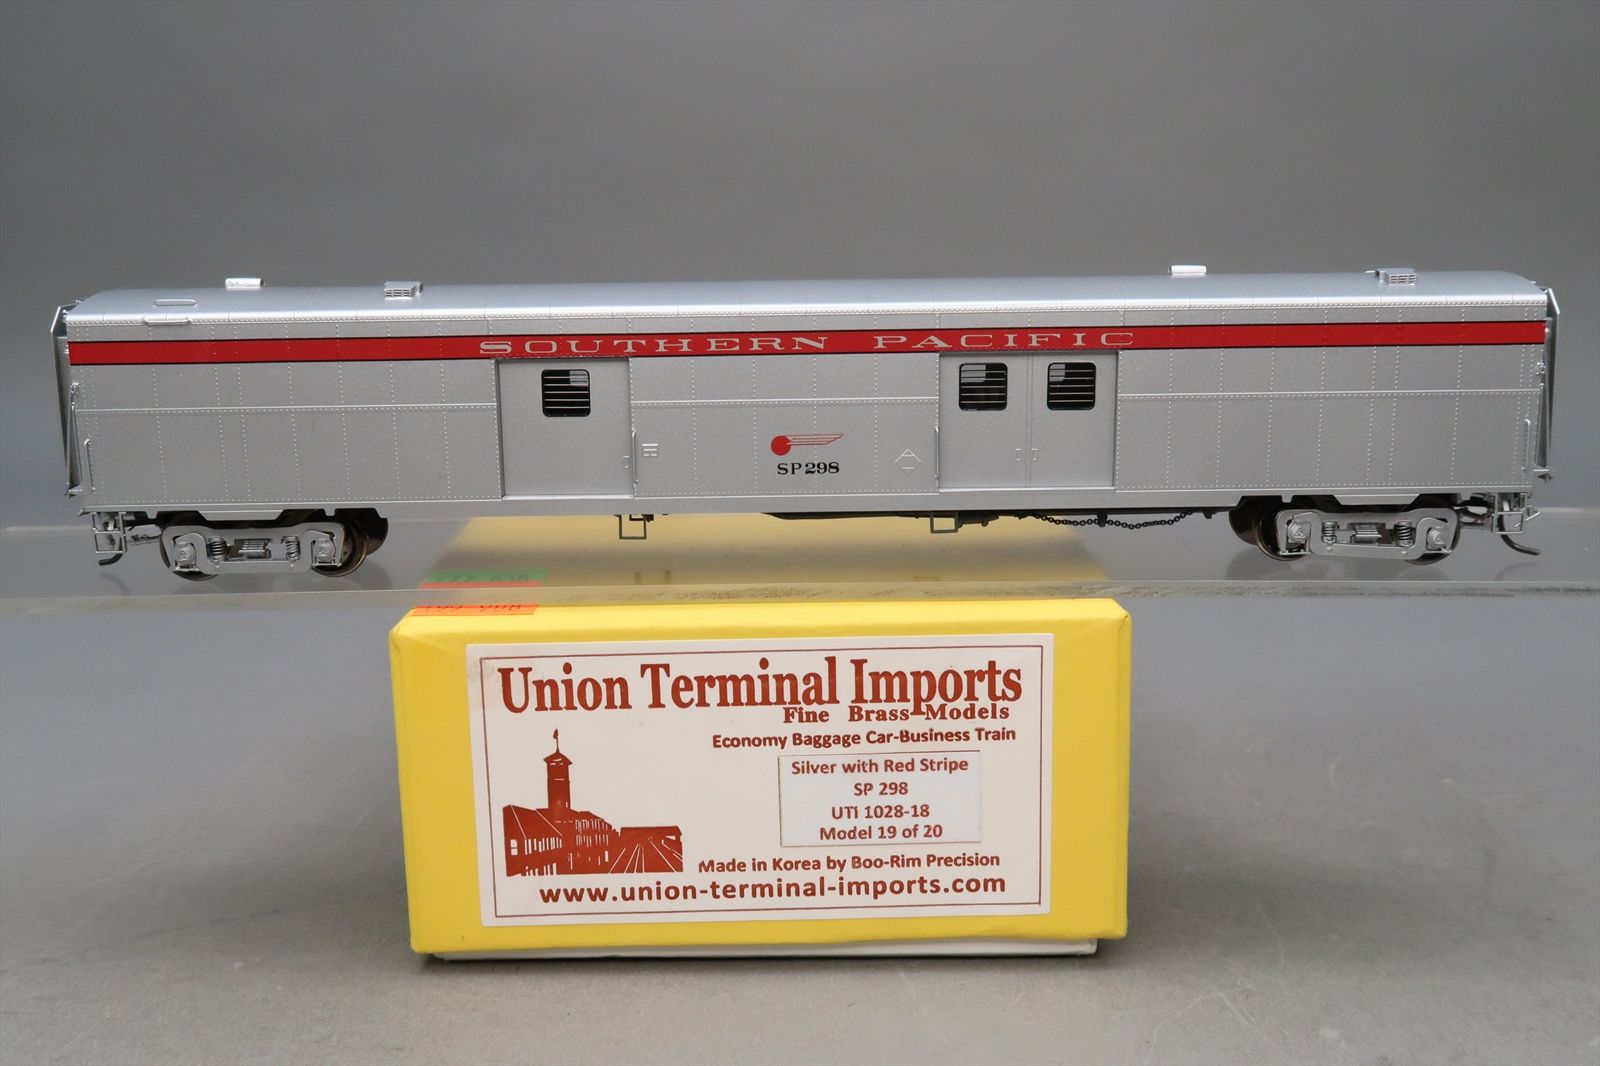 SOUTHERN PACIFIC
SP298
Union Terminal Imports
Fine Brass Models
Economy Baggage Car-Business Train
Silver with Red Stripe
SP 298
UTI 1028-18
Model 19 of 20
Made in Korea by Boo-Rim Precision
www.union-terminal-imports.com